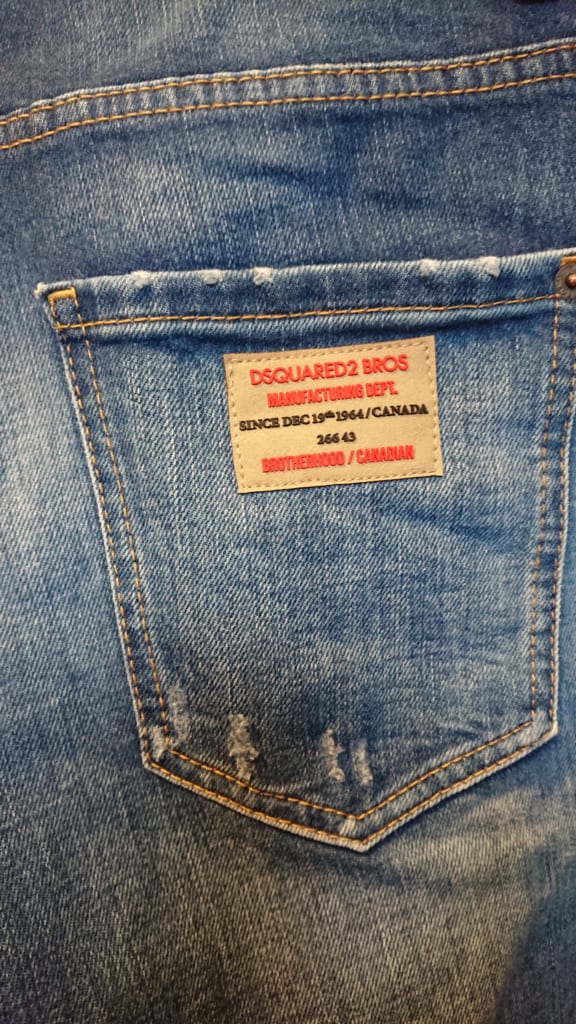 DSQUARED2 BROS
MANUFACTURING DEPT.
SINCE DEC 19th 1964 / CANADA
266 43
BROTHERHOOD / CANADIAN